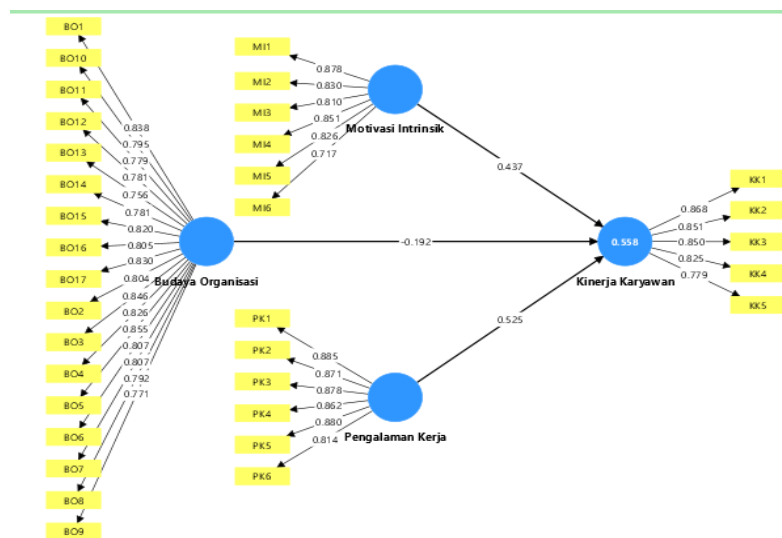 BO1
BO10
BO11
BO12
BO13
BO14
BO15
BO16
BO17
BO2
BO3
BO4
BO5
BO6
BO7
BO8
BO9
0.838
0.795
0.779
0.781
0.756
0.781
0.820
0.805
0.830
0.804
0.846
0.826
0.855
0.807
0.807
0.792
0.771
Budaya Organisasi
MI1
MI2
MI3
MI4
MI5
MI6
0.878
0.830
0.810
0.851
0.826
0.717
Motivasi Intrinsik
0.437
-0.192
0.525
PK1
PK2
PK3
PK4
PK5
PK6
0.885
0.871
0.878
0.862
0.880
0.814
Pengalaman Kerja
0.558
Kinerja Karyawan
0.868
0.851
0.850
0.825
0.779
KK1
KK2
KK3
KK4
KK5